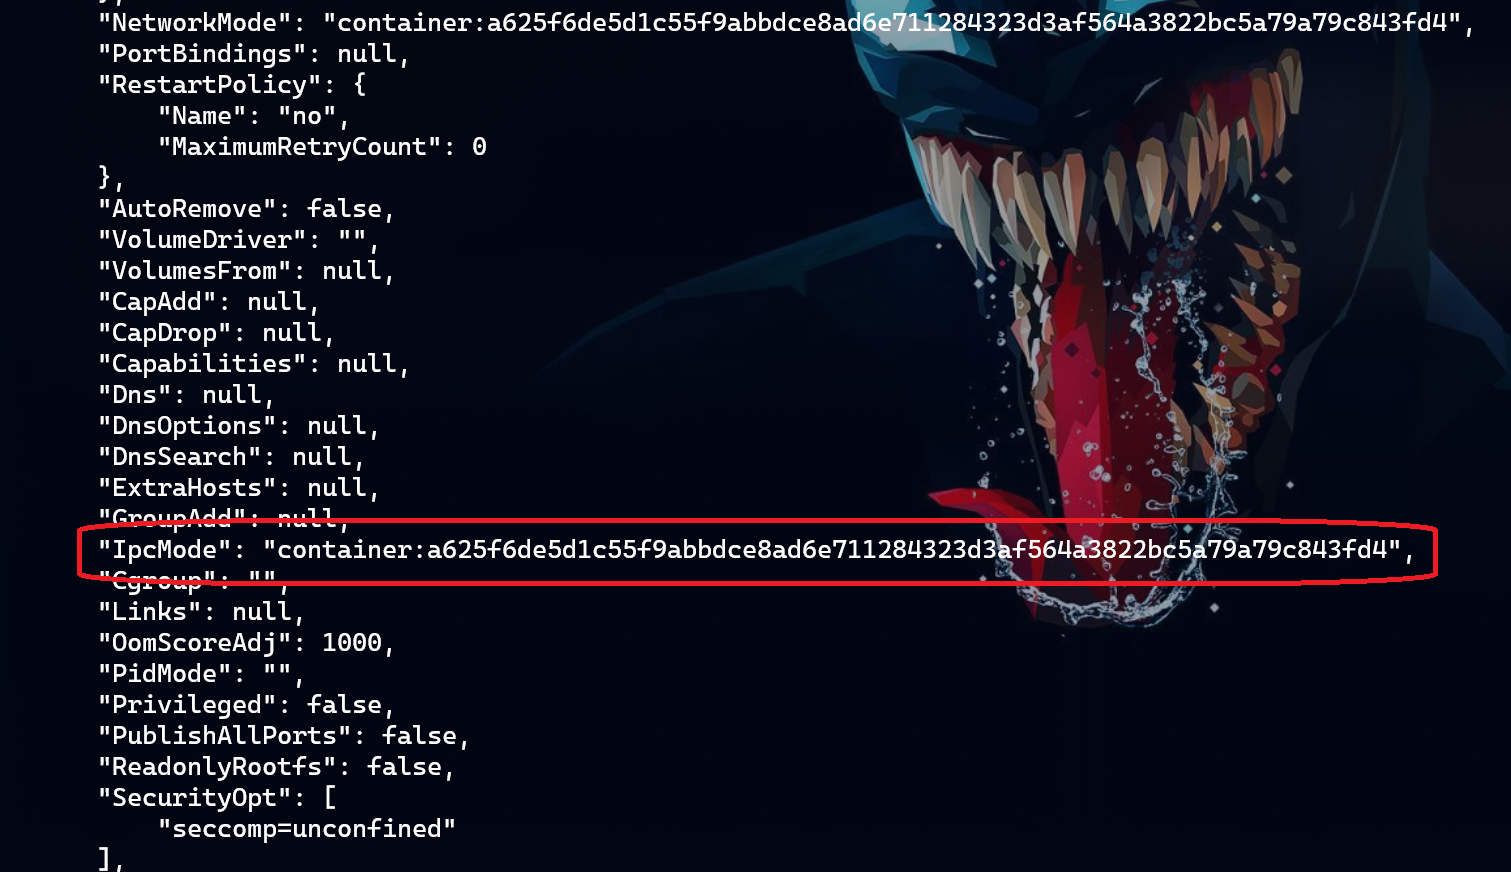 },
"NetworkMode": "container:a625f6de5d1c55f9abbdce8ad6e711284323d3af564a3822bc5a79a79c843fd4",
"PortBindings": null,
"RestartPolicy": {
"Name": "no",
"MaximumRetryCount": 0
},
"AutoRemove": false,
"VolumeDriver": "",
"VolumesFrom": null,
"CapAdd": null,
"CapDrop": null,
"Capabilities": null,
"Dns": null,
"DnsOptions": null,
"DnsSearch": null,
"ExtraHosts": null,
"GroupAdd": null,
"IpcMode": "container:a625f6de5d1c55f9abbdce8ad6e711284323d3af564a3822bc5a79a79c843fd4",
"Cgroup": "",
"Links": null,
"OomScoreAdj": 1000,
"PidMode": "",
"Privileged": false,
"PublishAllPorts": false,
"ReadonlyRootfs": false,
"SecurityOpt": [
"seccomp=unconfined"
],